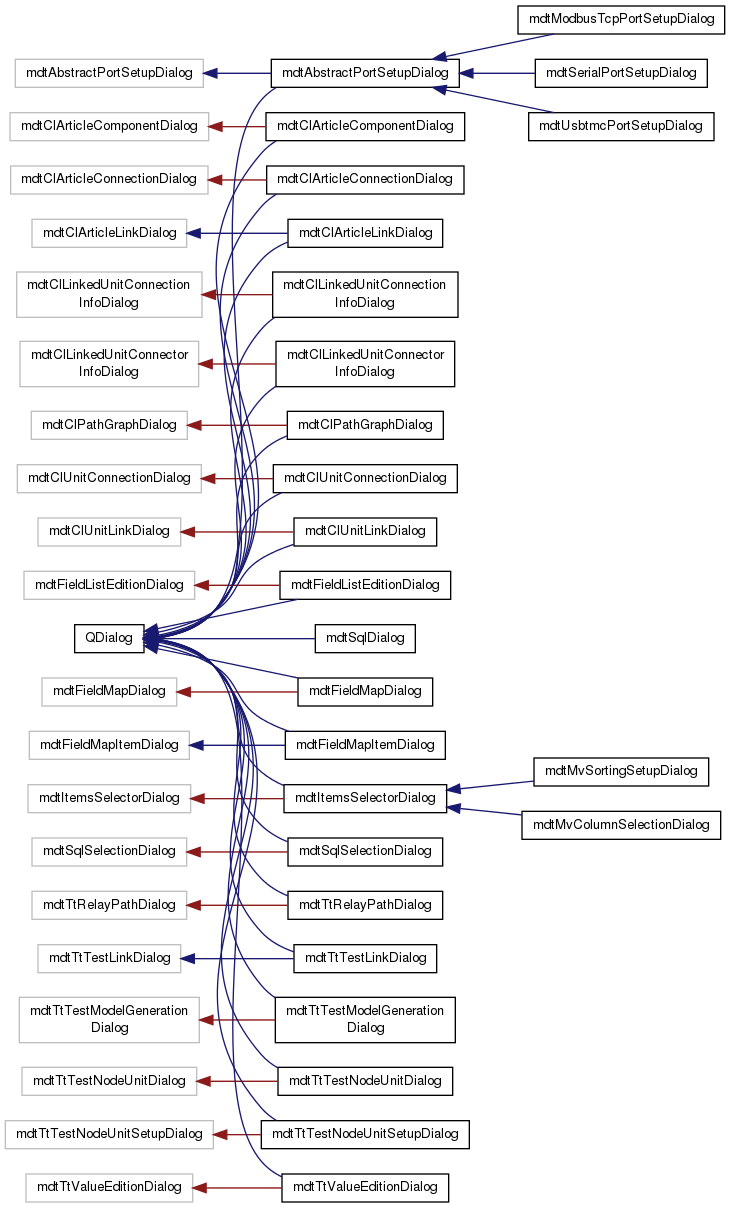 mdtModbusTcpPortSetupDialog
mdtAbstractPortSetupDialog
mdtAbstractPortSetupDialog
mdtSerialPortSetupDialog
mdtClArticleComponentDialog
mdtClArticleComponentDialog
mdtUsbtmcPortSetupDialog
mdtClArticleConnectionDialog
mdtClArticleConnectionDialog
mdtClArticleLinkDialog
mdtClArticleLinkDialog
mdtClLinkedUnitConnection
InfoDialog
mdtClLinkedUnitConnection
InfoDialog
mdtClLinkedUnitConnector
InfoDialog
mdtClLinkedUnitConnector
InfoDialog
mdtClPathGraphDialog
mdtClPathGraphDialog
mdtClUnitConnectionDialog
mdtClUnitConnectionDialog
mdtClUnitLinkDialog
mdtClUnitLinkDialog
mdtFieldListEditionDialog
mdtFieldListEditionDialog
QDialog
mdtSqlDialog
mdtFieldMapDialog
mdtFieldMapDialog
mdtFieldMapItemDialog
mdtFieldMapItemDialog
mdtMvSortingSetupDialog
mdtItemsSelectorDialog
mdtItemsSelectorDialog
mdtMvColumnSelectionDialog
mdtSqlSelectionDialog
mdtSqlSelectionDialog
mdtTtRelayPathDialog
mdtTtRelayPathDialog
mdtTtTestLinkDialog
mdtTtTestLinkDialog
mdtTtTestModelGeneration
Dialog
mdtTtTestModelGeneration
Dialog
mdtTtTestNodeUnitDialog
mdtTtTestNodeUnitDialog
mdtTtTestNodeUnitSetupDialog
mdtTtTestNodeUnitSetupDialog
mdtTtValueEditionDialog
mdtTtValueEditionDialog